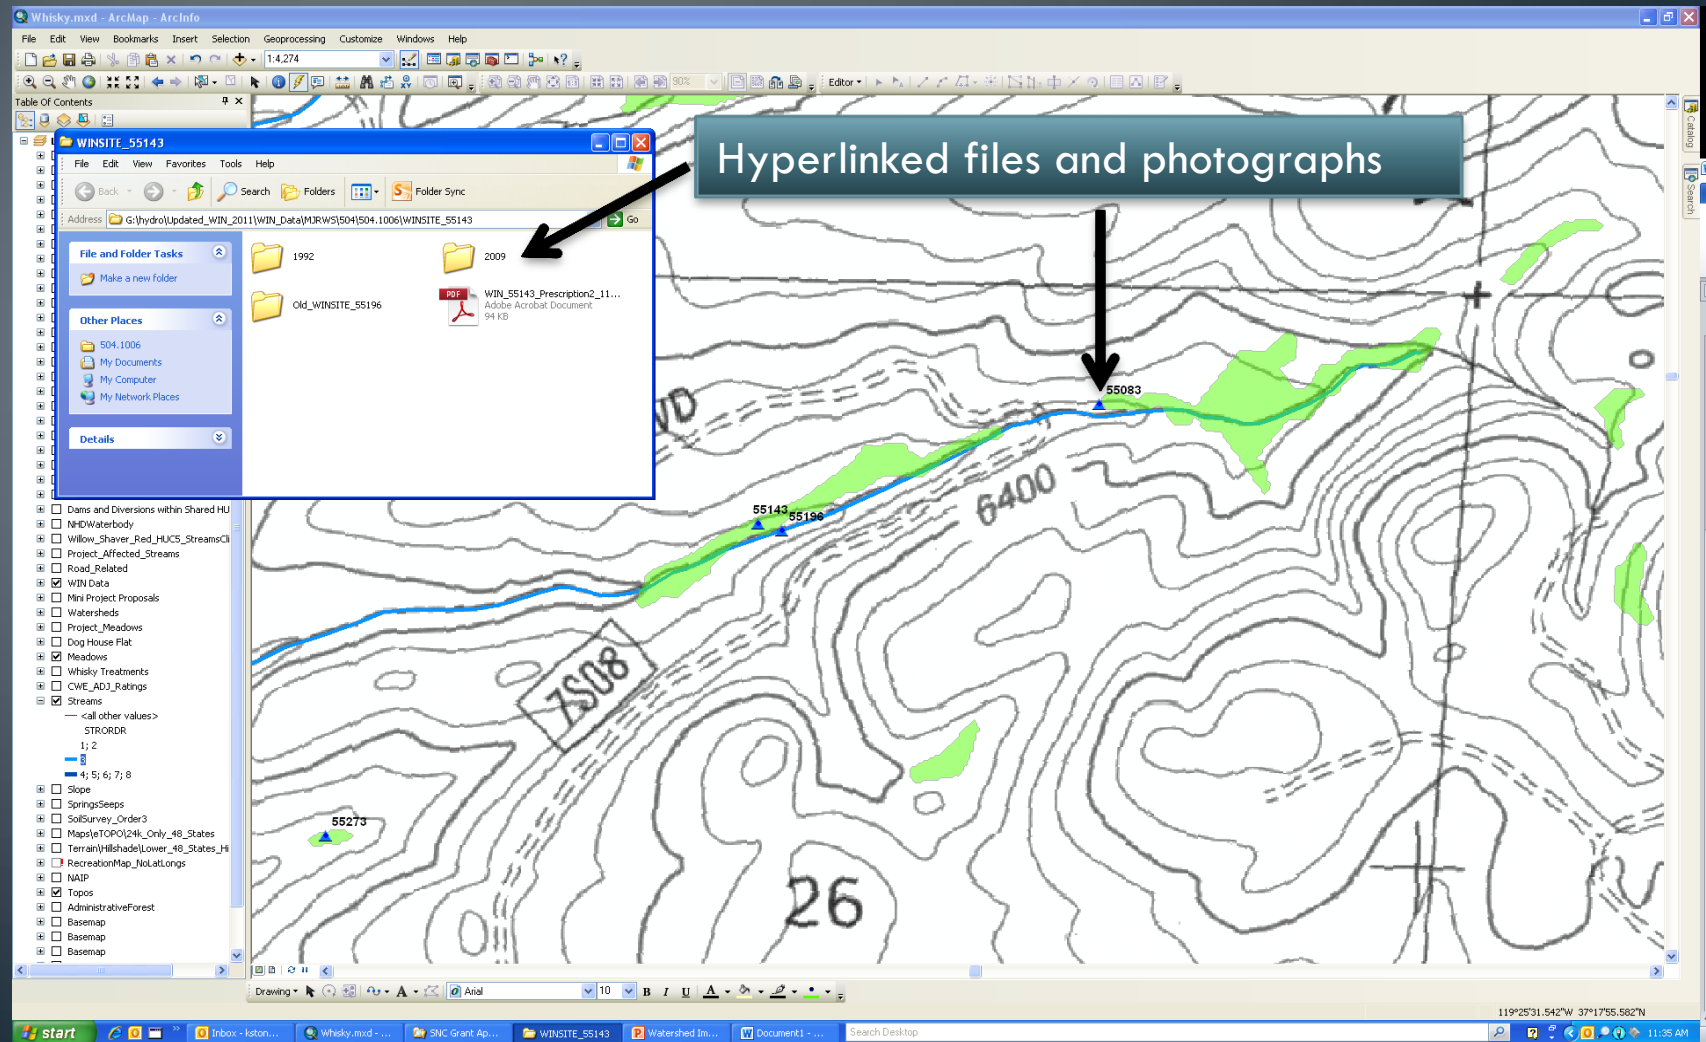 Whisky.mxd - ArcMap - ArcInfo
File Edit View Bookmarks Insert Selection Geoprocessing Customize Windows Help
1:4,274
90%
Editor
Table Of Contents
Catalog
Search
WINSITE_55143
File Edit View Favorites Tools Help
Back Search Folders Folder Sync
Address G:\hydro\Updated_WIN_2011\WIN_Data\MJRWS\504\504.1006\WINSITE_55143 Go
File and Folder Tasks
Make a new folder
Other Places
504.1006
My Documents
My Computer
My Network Places
Details
1992
2009
Old_WINSITE_55196
PDF
WIN_55143_Prescription2_11...
Adobe Acrobat Document
94 KB
Hyperlinked files and photographs
55083
55143
55196
6400
7S08
55273
26
Dams and Diversions within Shared HU
NHDWaterbody
Willow_Shaver_Red_HUC5_StreamsCli
Project_Affected_Streams
Road_Related
WIN Data
Mini Project Proposals
Watersheds
Project_Meadows
Dog House Flat
Meadows
Whisky Treatments
CWE_ADJ_Ratings
Streams
<all other values>
STRORDR
1; 2
3
4; 5; 6; 7; 8
Slope
SpringsSeeps
SoilSurvey_Order3
Maps\eTOPO\24k_Only_48_States
Terrain\Hillshade\Lower_48_States_Hi
RecreationMap_NoLatLongs
NAIP
Topos
AdministrativeForest
Basemap
Basemap
Basemap
Drawing A Arial 10 B I U A
119°25'31.542"W 37°17'55.582"N
start Inbox - kston... Whisky.mxd - ... SNC Grant Ap... WINSITE_55143 Watershed Im... Document1 - ... Search Desktop 11:35 AM